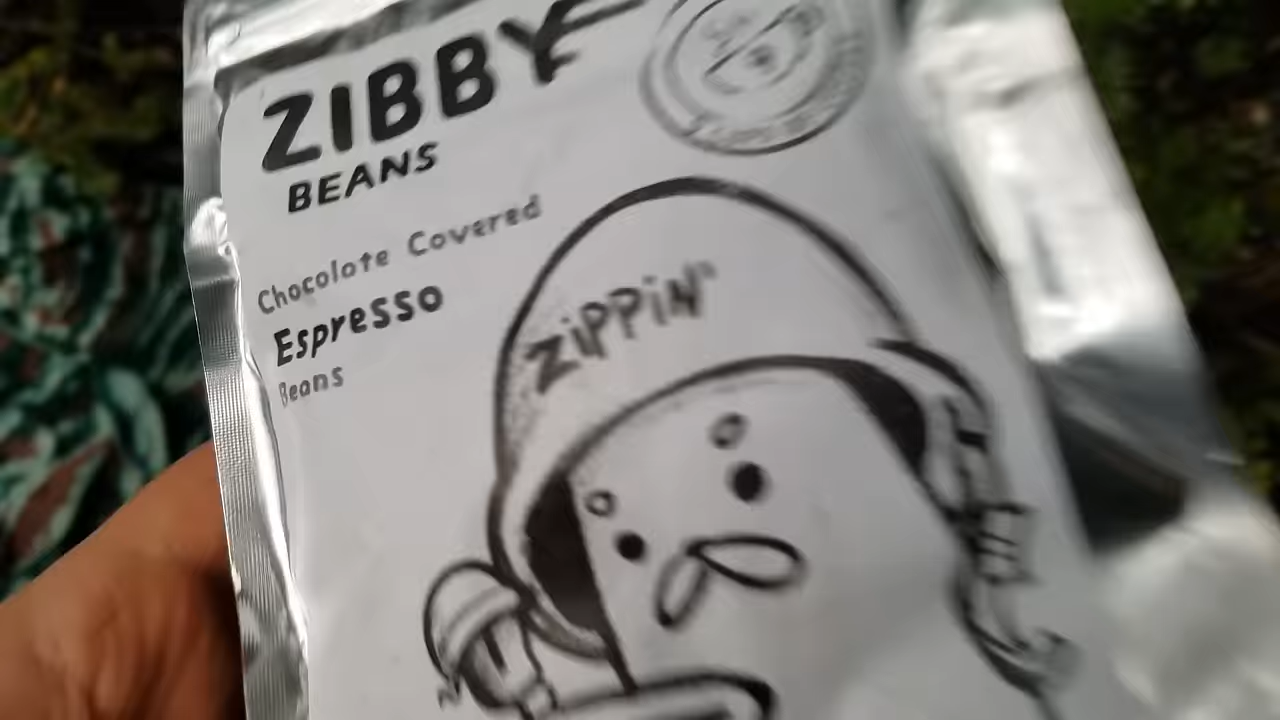 ZIBBY
BEANS
Chocolate Covered
Espresso
Beans
ZiPPiN'